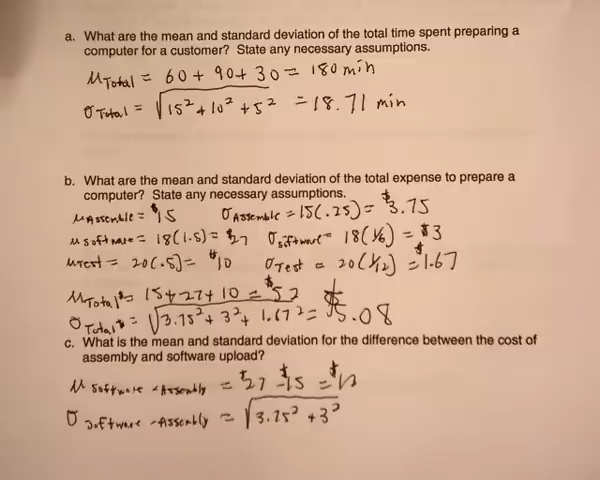 a. What are the mean and standard deviation of the total time spent preparing a
computer for a customer? State any necessary assumptions.
μTotal = 60 + 90 + 30 = 180 min
σTotal = √15² + 10² + 5² = 18.71 min
b. What are the mean and standard deviation of the total expense to prepare a
computer? State any necessary assumptions.
μAssemble = $15 σAssemble = 15(.25) = $3.75
μSoftware = 18(1.5) = $27 σSoftware = 18(1/6) = $3
μTest = 20(.5) = $10 σTest = 20(1/12) = $1.67
μTotal$ = 15 + 27 + 10 = $52
σTotal$ = √3.75² + 3² + 1.67² = $5.08
c. What is the mean and standard deviation for the difference between the cost of
assembly and software upload?
μSoftware - Assembly = $27 - $15 = $12
σSoftware - Assembly = √3.75² + 3²